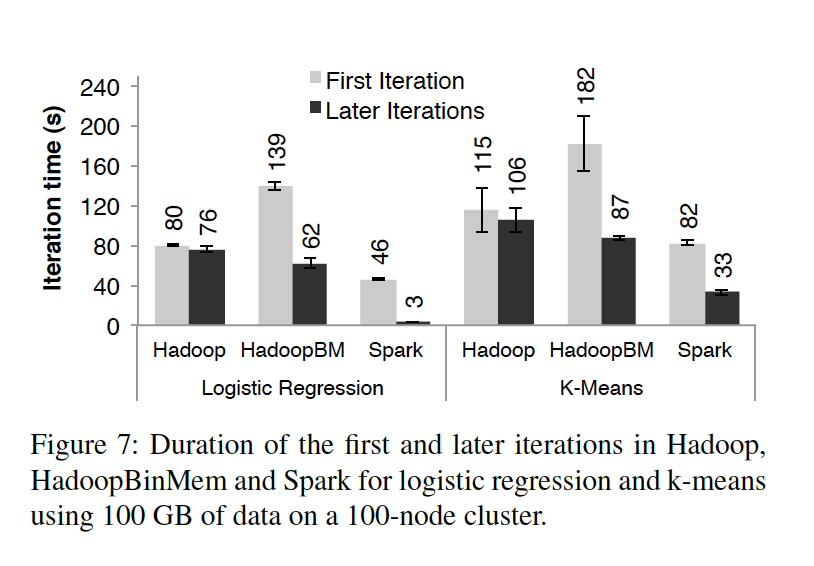 First Iteration
Later Iterations
Iteration time (s)
240
200
160
120
80
40
0
80
76
139
62
46
3
115
106
182
87
82
33
Hadoop HadoopBM Spark Hadoop HadoopBM Spark
Logistic Regression K-Means
Figure 7: Duration of the first and later iterations in Hadoop,
HadoopBinMem and Spark for logistic regression and k-means
using 100 GB of data on a 100-node cluster.